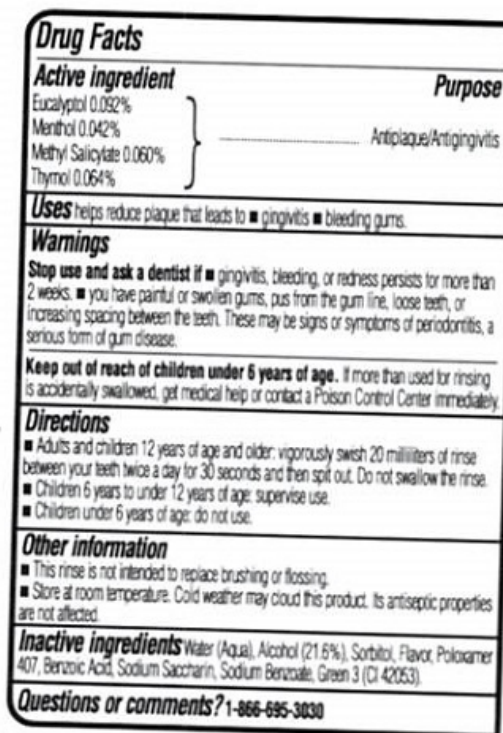 Drug Facts
Active ingredient Purpose
Eucalyptol 0.092%
Menthol 0.042%
Methyl Salicylate 0.060%
Thymol 0.064%
Antiplaque/Antigingivitis
Uses helps reduce plaque that leads to ■ gingivitis ■ bleeding gums.
Warnings
Stop use and ask a dentist if ■ gingivitis, bleeding, or redness persists for more than
2 weeks. ■ you have painful or swollen gums, pus from the gum line, loose teeth, or
increasing spacing between the teeth. These may be signs or symptoms of periodontitis, a
serious form of gum disease.
Keep out of reach of children under 6 years of age. If more than used for rinsing
is accidentally swallowed, get medical help or contact a Poison Control Center immediately.
Directions
■ Adults and children 12 years of age and older: vigorously swish 20 milliliters of rinse
between your teeth twice a day for 30 seconds and then spit out. Do not swallow the rinse.
■ Children 6 years to under 12 years of age: supervise use.
■ Children under 6 years of age: do not use.
Other information
■ This rinse is not intended to replace brushing or flossing.
■ Store at room temperature. Cold weather may cloud this product. Its antiseptic properties
are not affected.
Inactive ingredients Water (Aqua), Alcohol (21.6%), Sorbitol, Flavor, Poloxamer
407, Benzoic Acid, Sodium Saccharin, Sodium Benzoate, Green 3 (CI 42053).
Questions or comments? 1-866-695-3030